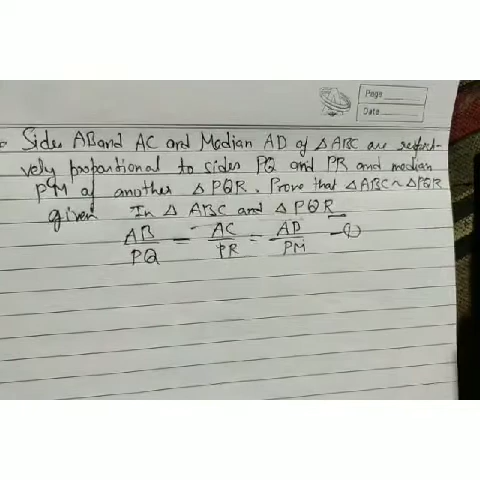 Page
Date
Sides AB and AC and Median AD of △ ABC are respecti-
vely propotional to sides PQ and PR and median
PM of another △ PQR. Prove that △ ABC ~ △ PQR
given In △ ABC and △ PQR
AB/PQ = AC/PR = AD/PM -①